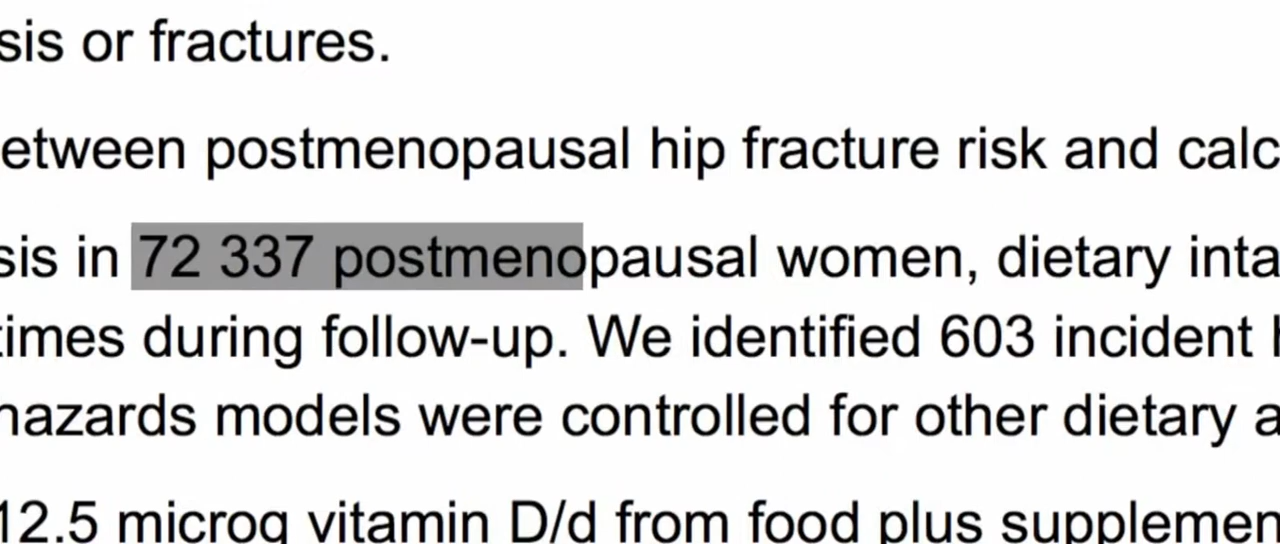 sis or fractures.
etween postmenopausal hip fracture risk and calc
sis in 72 337 postmenopausal women, dietary inta
times during follow-up. We identified 603 incident h
hazards models were controlled for other dietary a
12.5 microg vitamin D/d from food plus supplemen